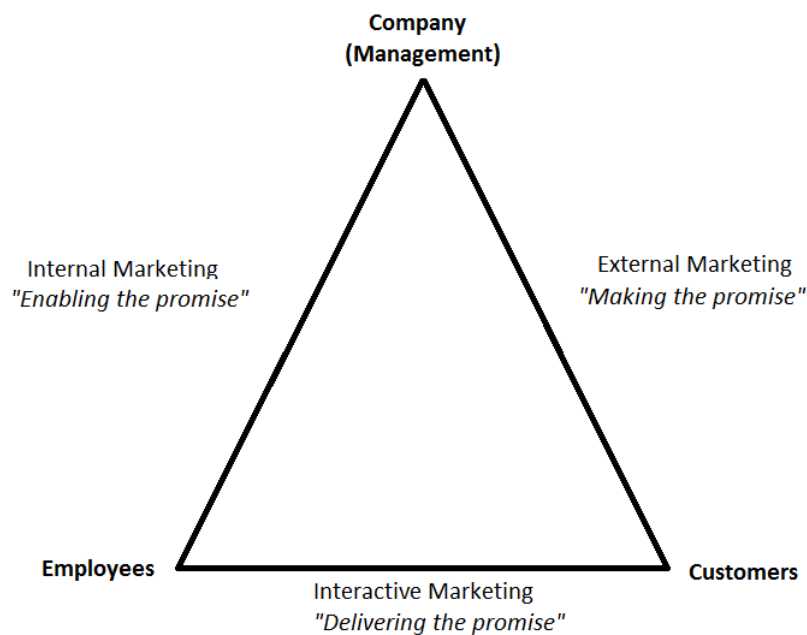 Company
(Management)
Internal Marketing
"Enabling the promise"
External Marketing
"Making the promise"
Employees
Customers
Interactive Marketing
"Delivering the promise"